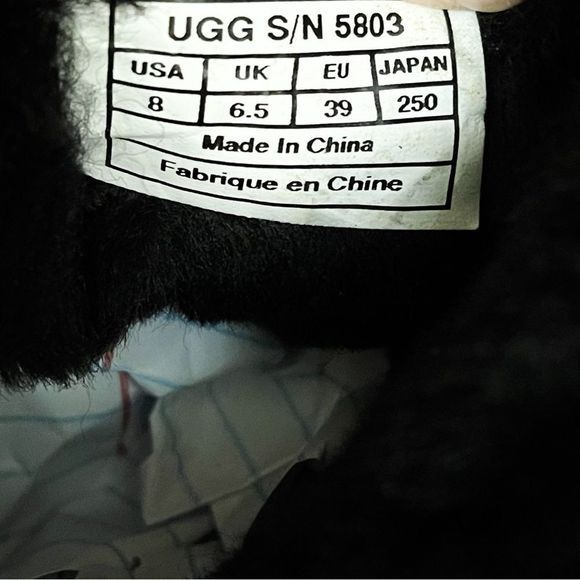 UGG S/N 5803
USA UK EU JAPAN
8 6.5 39 250
Made In China
Fabrique en Chine